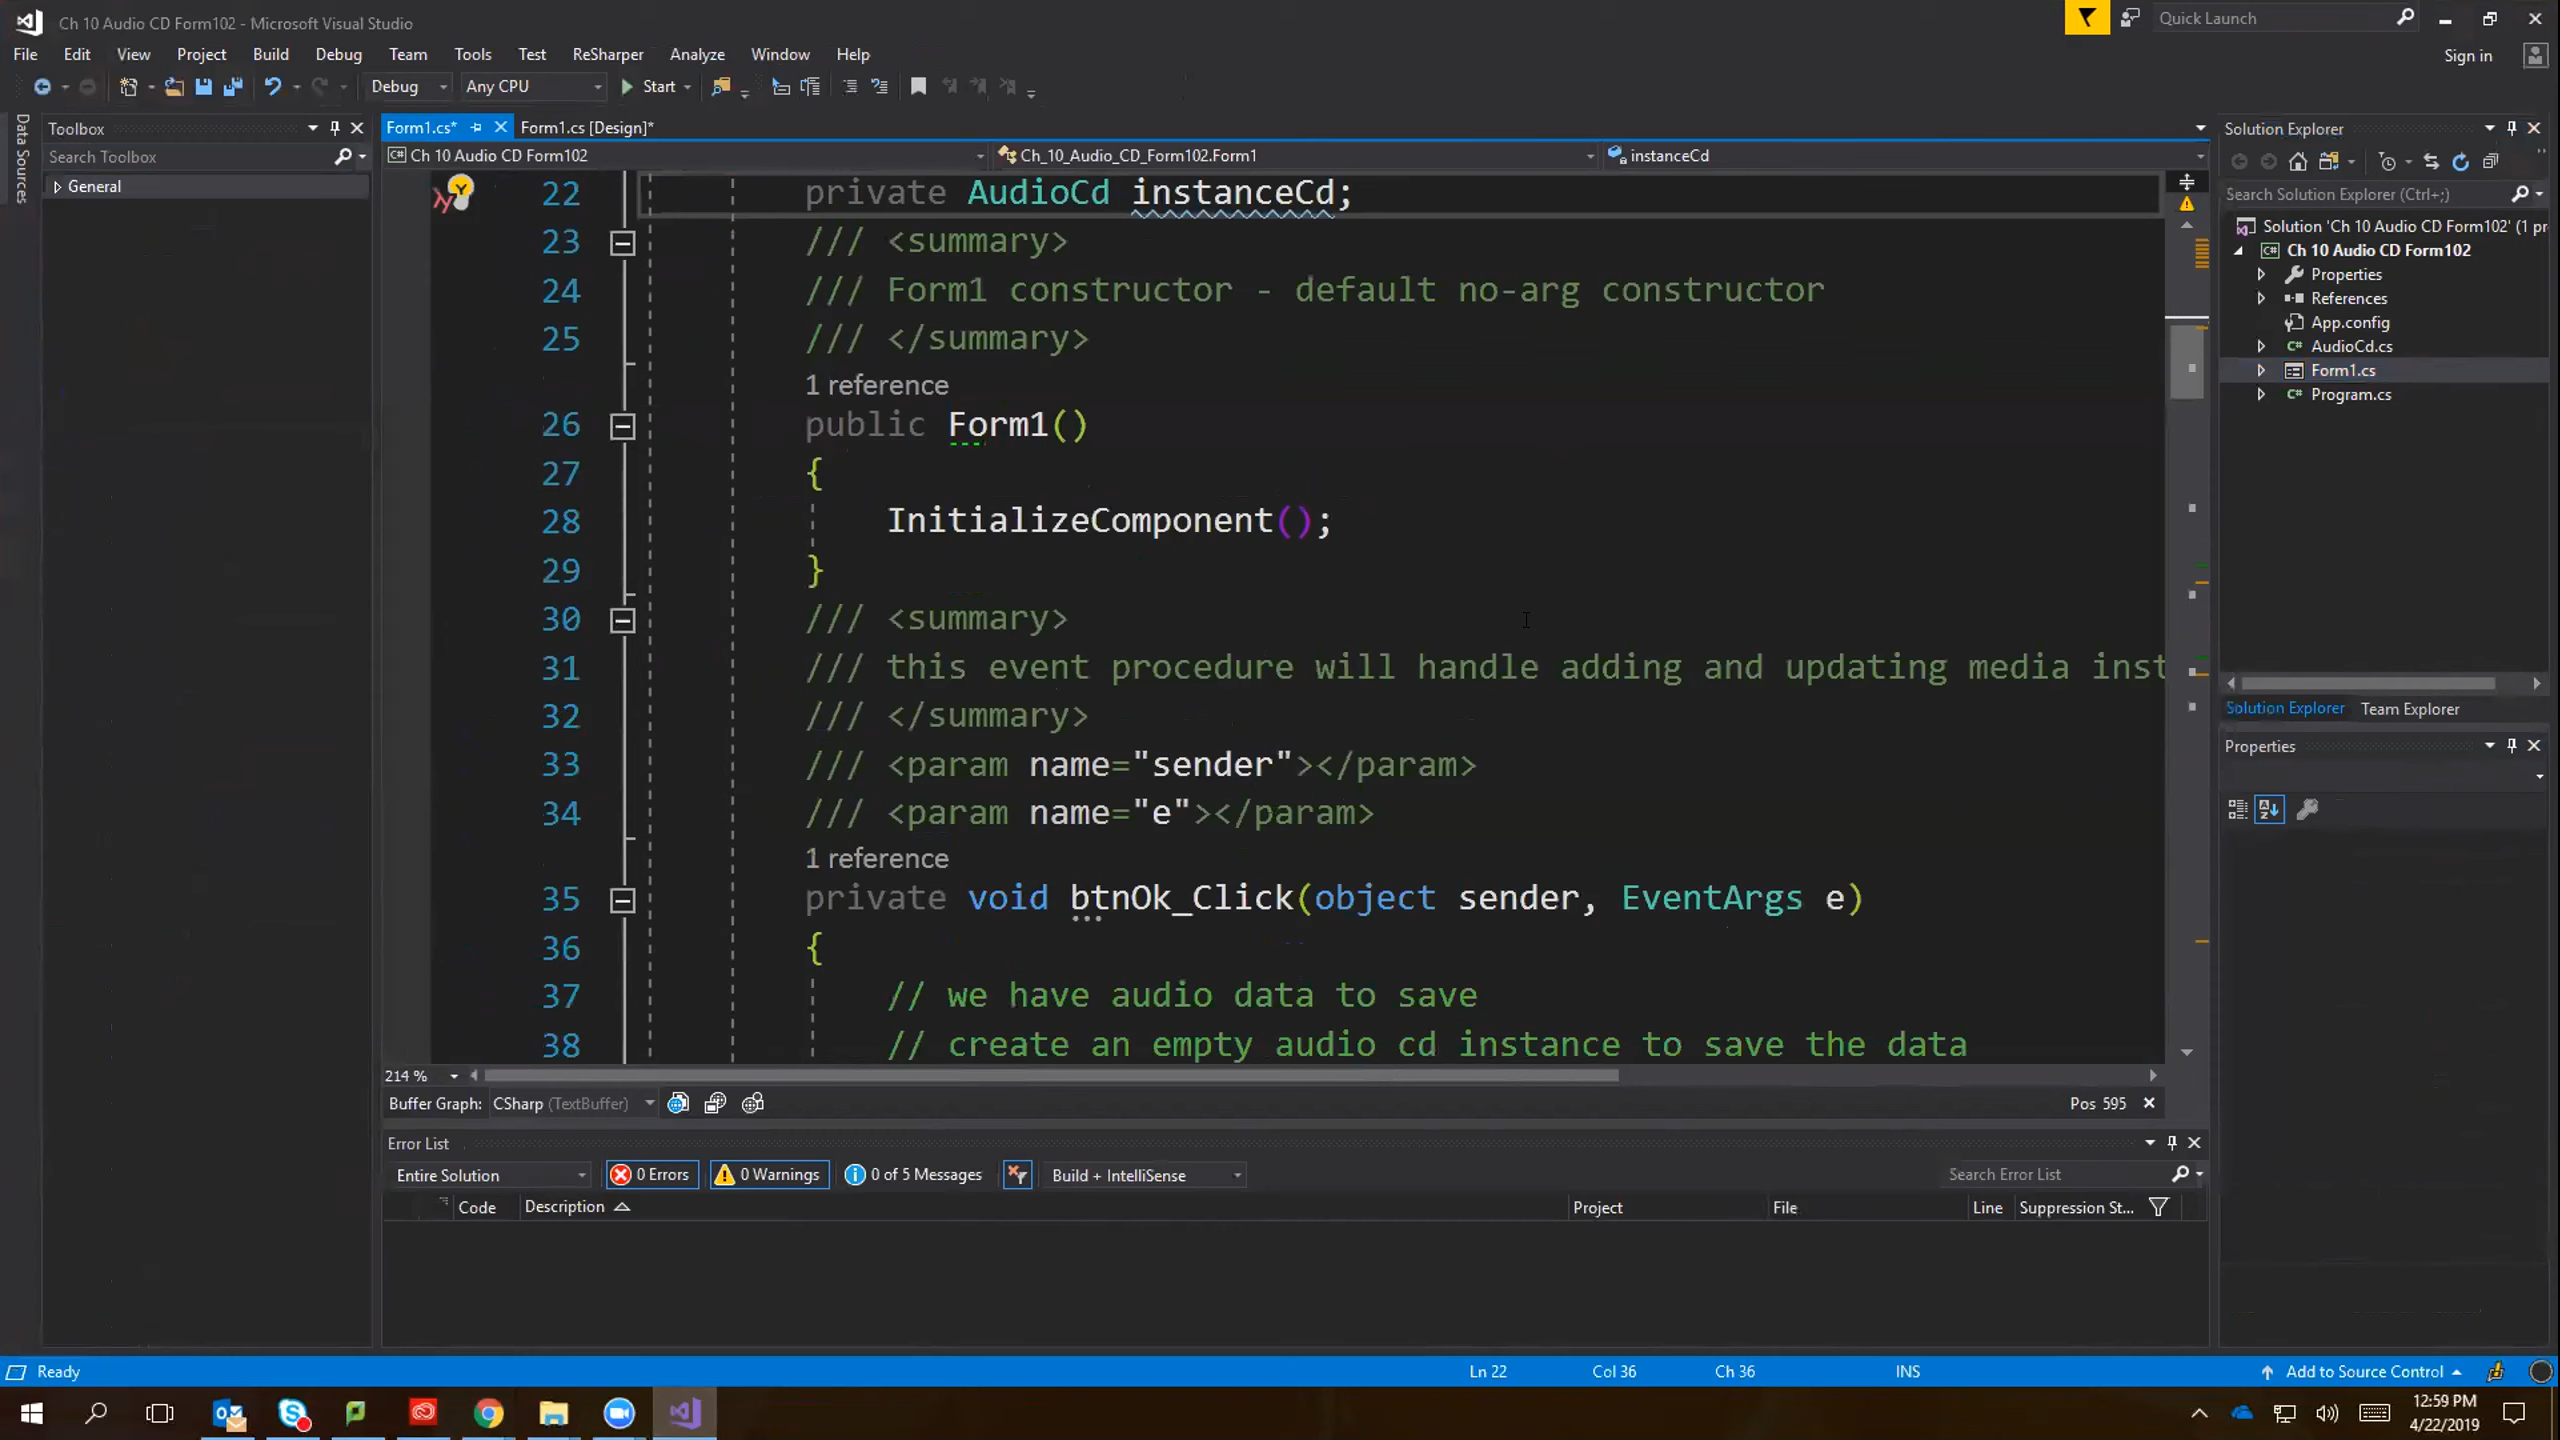 Ch 10 Audio CD Form102 - Microsoft Visual Studio
Quick Launch
File Edit View Project Build Debug Team Tools Test ReSharper Analyze Window Help
Sign in
Debug Any CPU Start
Data Sources
Toolbox
Search Toolbox
General
Form1.cs* Form1.cs [Design]*
Ch 10 Audio CD Form102 Ch_10_Audio_CD_Form102.Form1 instanceCd
22 private AudioCd instanceCd;
23 /// <summary>
24 /// Form1 constructor - default no-arg constructor
25 /// </summary>
1 reference
26 public Form1()
27 {
28 InitializeComponent();
29 }
30 /// <summary>
31 /// this event procedure will handle adding and updating media inst
32 /// </summary>
33 /// <param name="sender"></param>
34 /// <param name="e"></param>
1 reference
35 private void btnOk_Click(object sender, EventArgs e)
36 {
37 // we have audio data to save
38 // create an empty audio cd instance to save the data
214 %
Buffer Graph: CSharp (TextBuffer) Pos 595
Error List
Entire Solution 0 Errors 0 Warnings 0 of 5 Messages Build + IntelliSense Search Error List
Code Description Project File Line Suppression St...
Solution Explorer
Search Solution Explorer (Ctrl+;)
Solution 'Ch 10 Audio CD Form102' (1 pr
Ch 10 Audio CD Form102
Properties
References
App.config
AudioCd.cs
Form1.cs
Program.cs
Solution Explorer Team Explorer
Properties
Ready Ln 22 Col 36 Ch 36 INS Add to Source Control
12:59 PM
4/22/2019